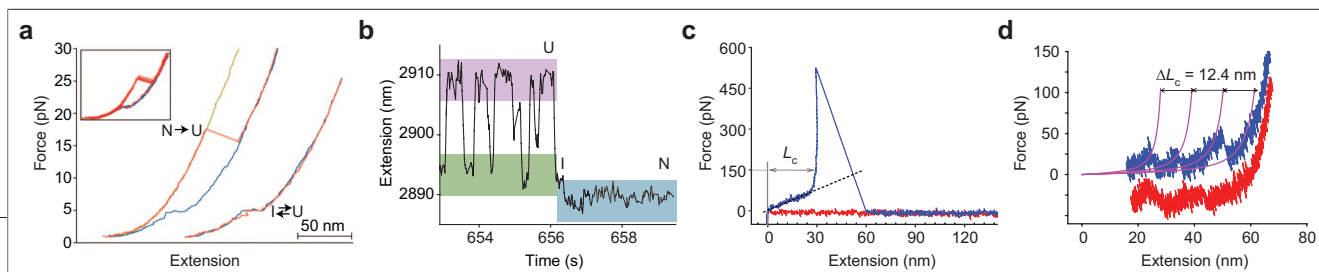 a
30
25
20
15
10
5
0
Force (pN)
N→U
I⇄U
50 nm
Extension
b
U
2910
2900
2890
Extension (nm)
I
N
654
656
658
Time (s)
c
600
450
300
150
0
Force (pN)
Lc
0
30
60
90
120
Extension (nm)
d
150
100
50
0
Force (pN)
ΔLc = 12.4 nm
0
20
40
60
80
Extension (nm)